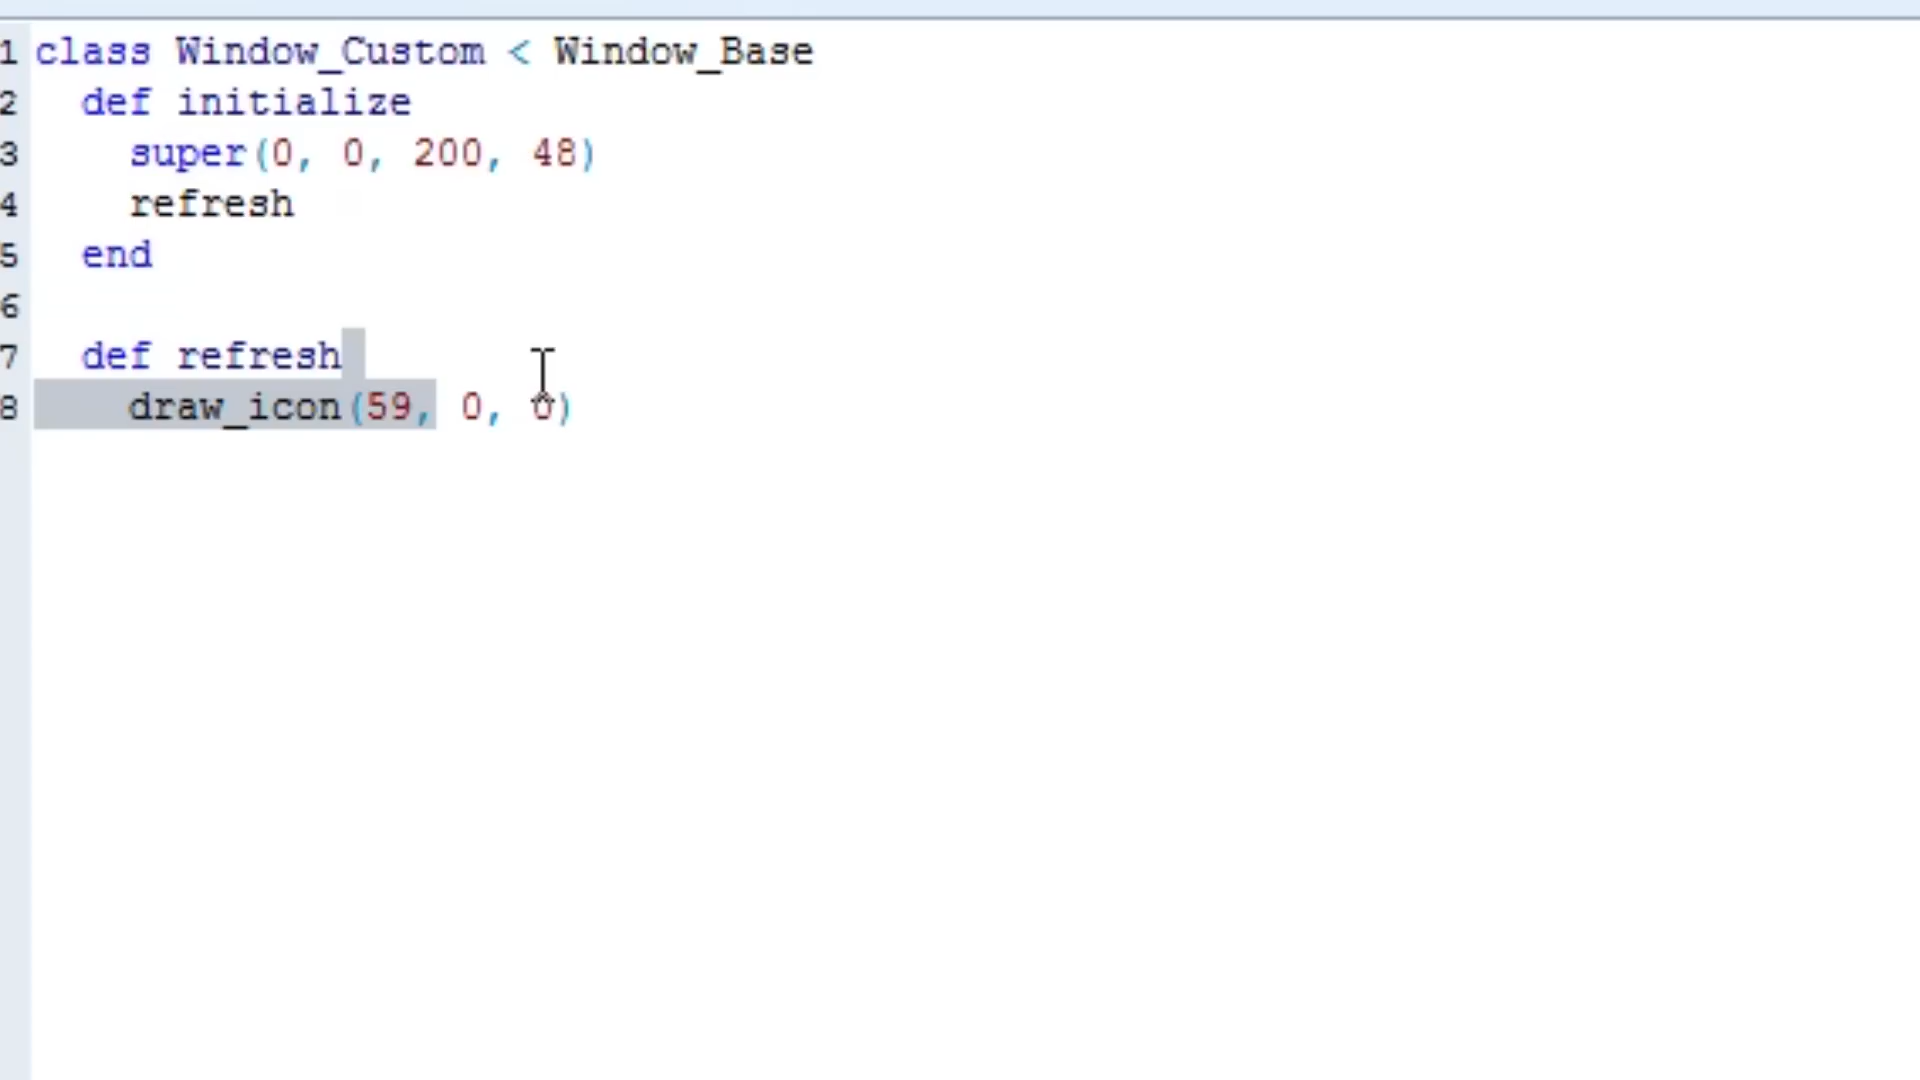 1 class Window_Custom < Window_Base
2   def initialize
3     super(0, 0, 200, 48)
4     refresh
5   end
6
7   def refresh
8     draw_icon(59, 0, 0)